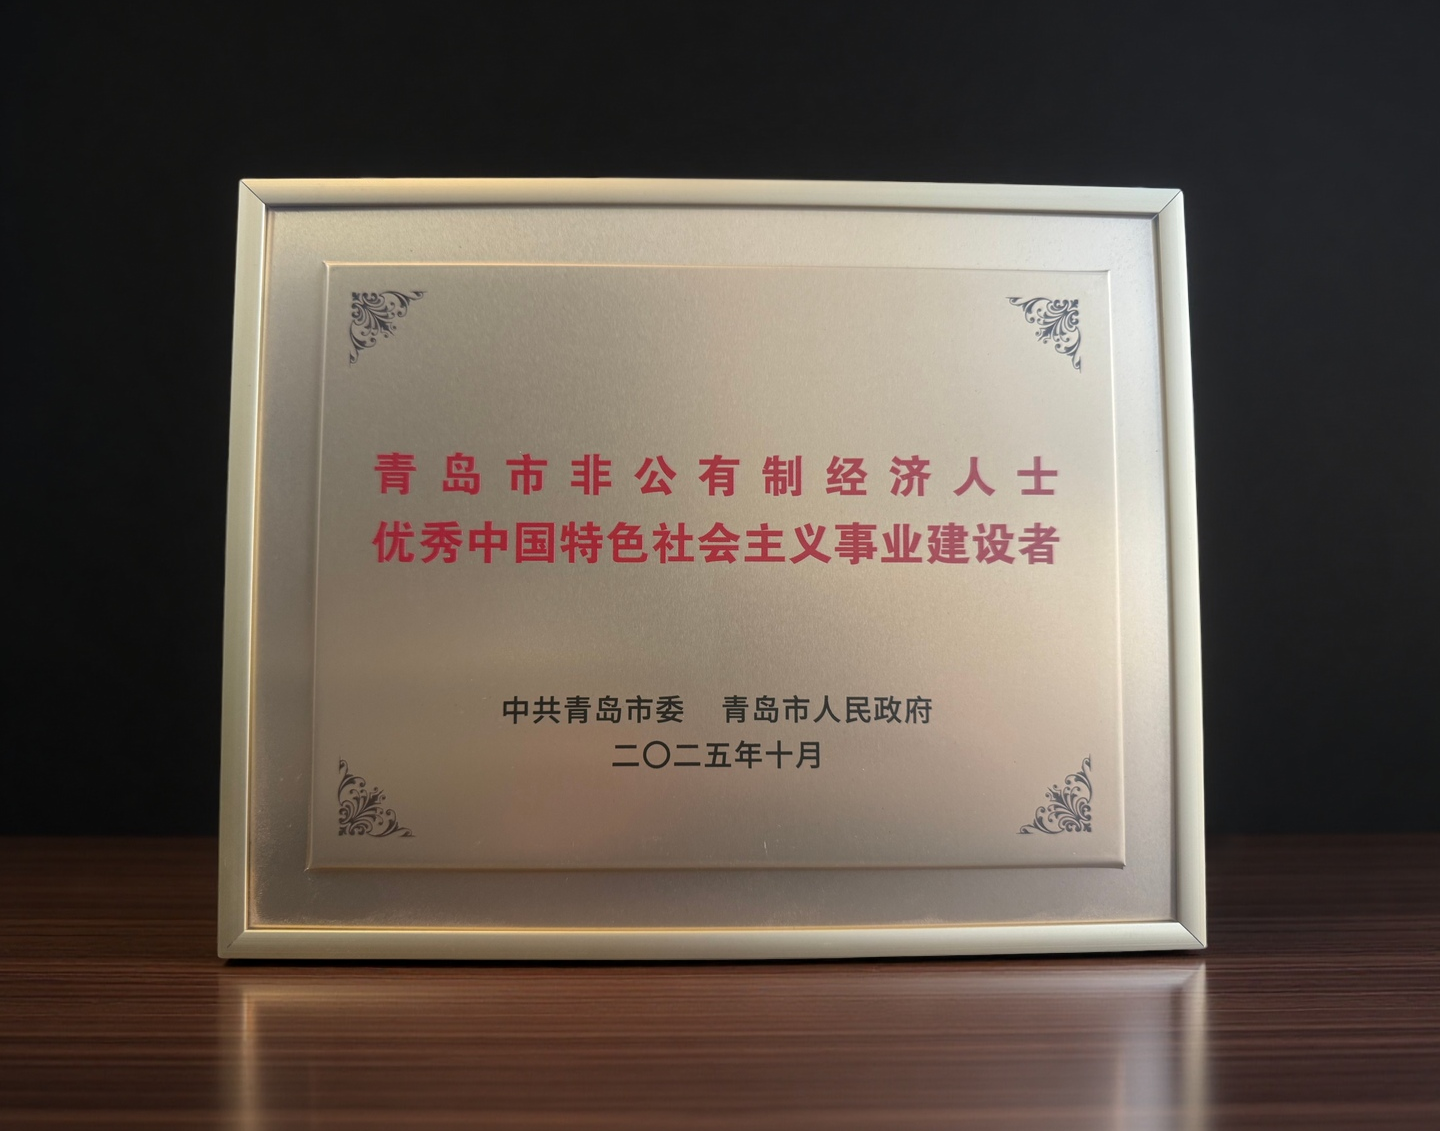 青岛市非公有制经济人士
优秀中国特色社会主义事业建设者
中共青岛市委 青岛市人民政府
二〇二五年十月